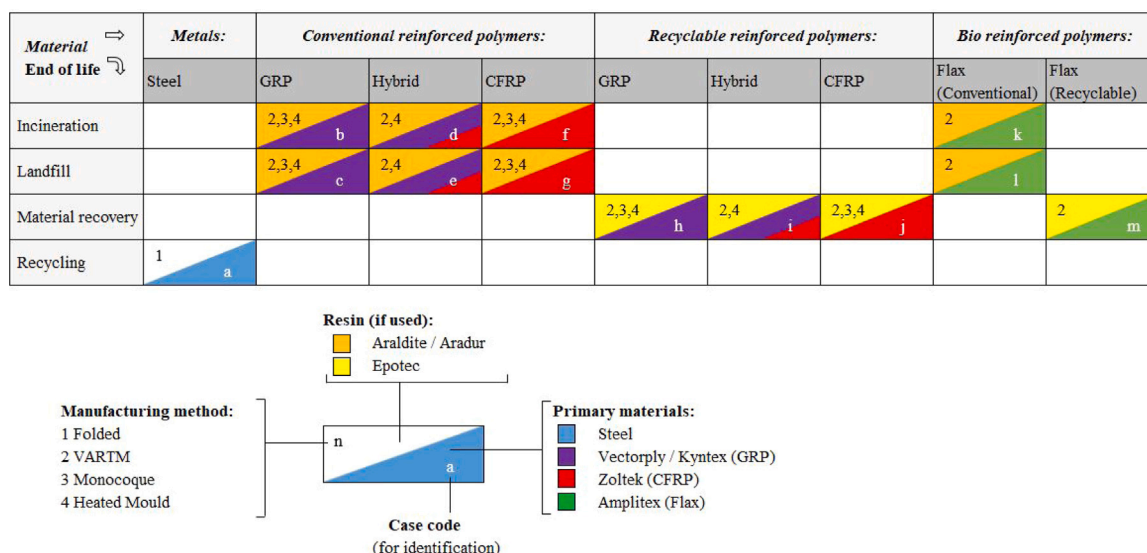 Material ⇨ Metals: Conventional reinforced polymers: Recyclable reinforced polymers: Bio reinforced polymers:
End of life Steel GRP Hybrid CFRP GRP Hybrid CFRP Flax (Conventional) Flax (Recyclable)
Incineration 2,3,4 b 2,4 d 2,3,4 f 2 k
Landfill 2,3,4 c 2,4 e 2,3,4 g 2 l
Material recovery 2,3,4 h 2,4 i 2,3,4 j 2 m
Recycling 1 a
Resin (if used):
Araldite / Aradur
Epotec
Manufacturing method:
1 Folded
2 VARTM
3 Monocoque
4 Heated Mould
n
a
Primary materials:
Steel
Vectorply / Kyntex (GRP)
Zoltek (CFRP)
Amplitex (Flax)
Case code
(for identification)